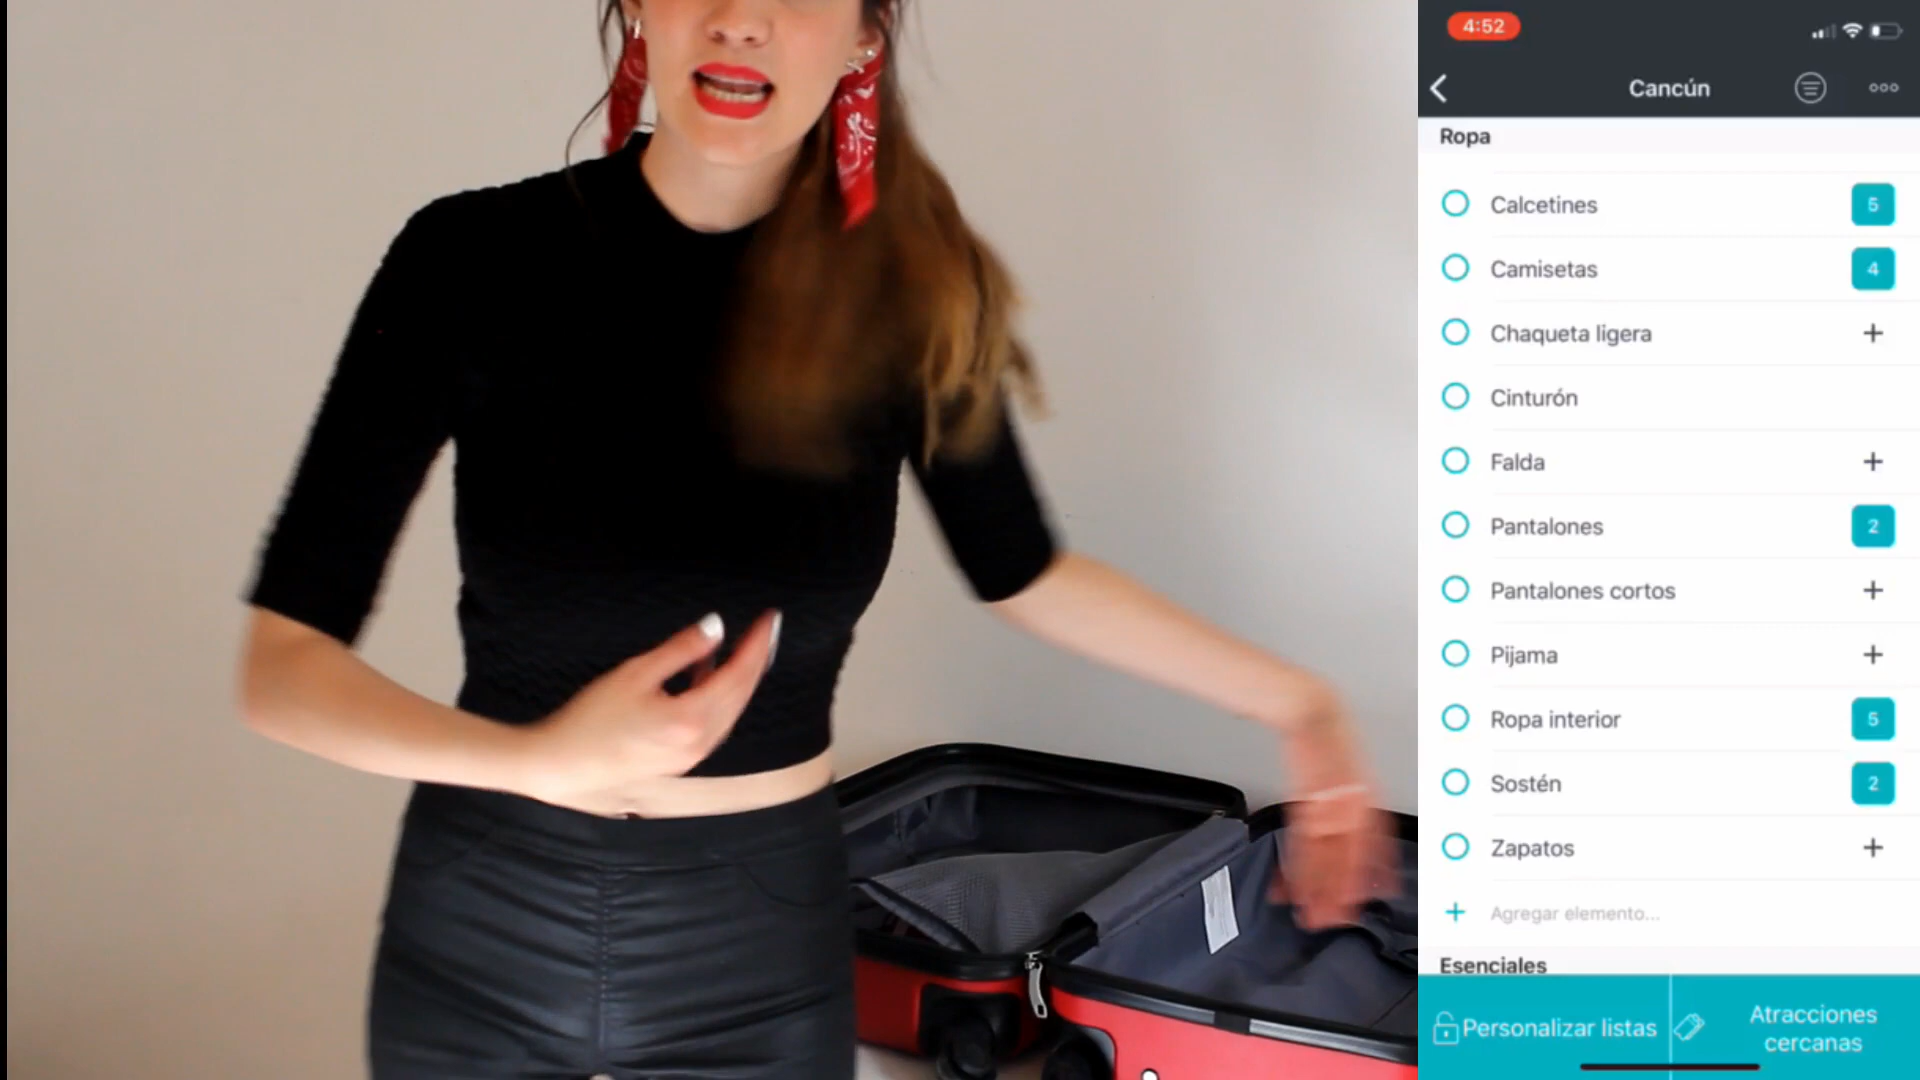 4:52
Cancún
Ropa
Calcetines 5
Camisetas 4
Chaqueta ligera +
Cinturón
Falda +
Pantalones 2
Pantalones cortos +
Pijama +
Ropa interior 5
Sostén 2
Zapatos +
+ Agregar elemento...
Esenciales
Personalizar listas
Atracciones
cercanas